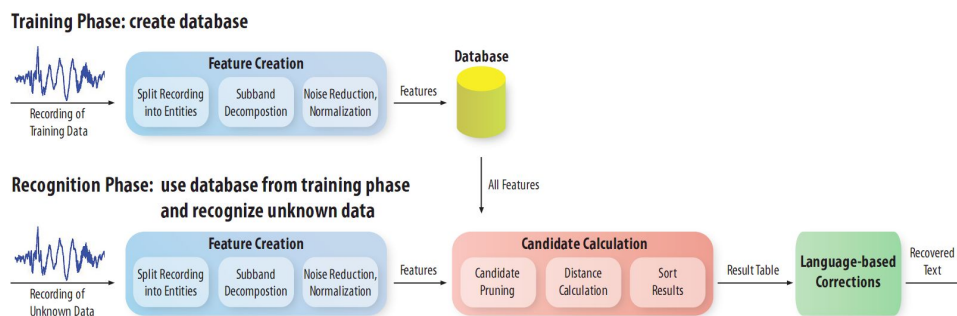 Training Phase: create database
Feature Creation
Split Recording
into Entities
Subband
Decompostion
Noise Reduction,
Normalization
Recording of
Training Data
Features
Database
All Features
Recognition Phase: use database from training phase
and recognize unknown data
Feature Creation
Split Recording
into Entities
Subband
Decompostion
Noise Reduction,
Normalization
Recording of
Unknown Data
Features
Candidate Calculation
Candidate
Pruning
Distance
Calculation
Sort
Results
Result Table
Language-based
Corrections
Recovered
Text